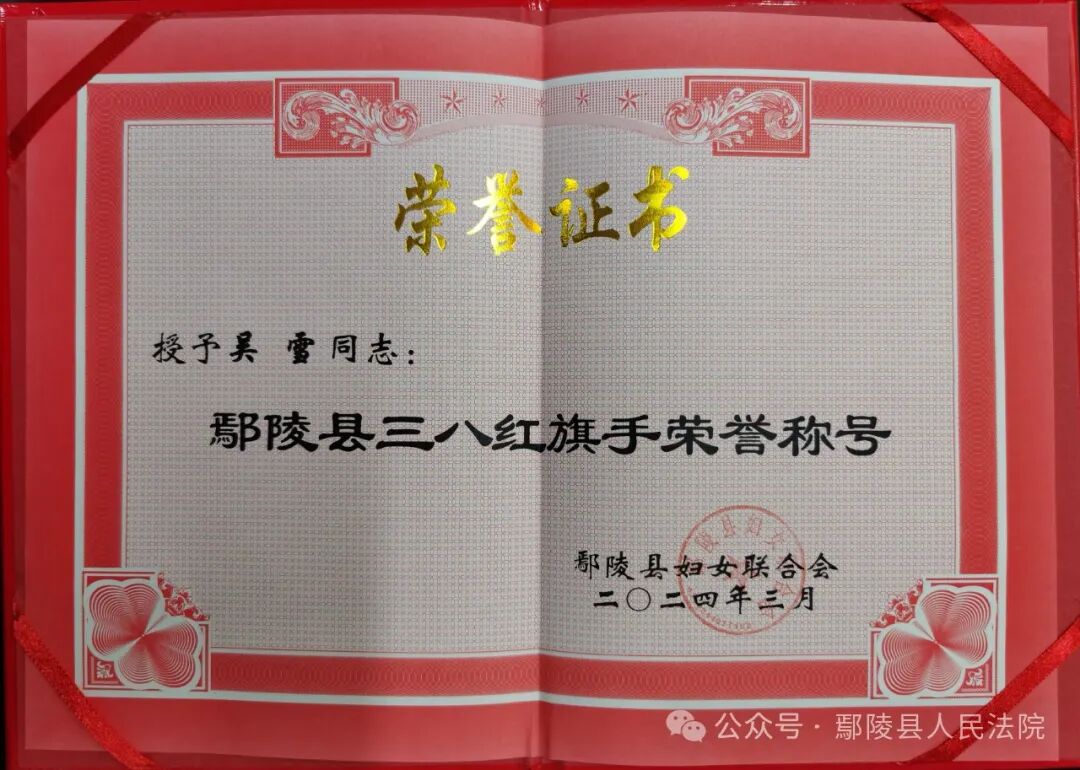 荣誉证书
授予吴 雪同志：
鄢陵县三八红旗手荣誉称号
鄢陵县妇女联合会
二〇二四年三月
公众号·鄢陵县人民法院